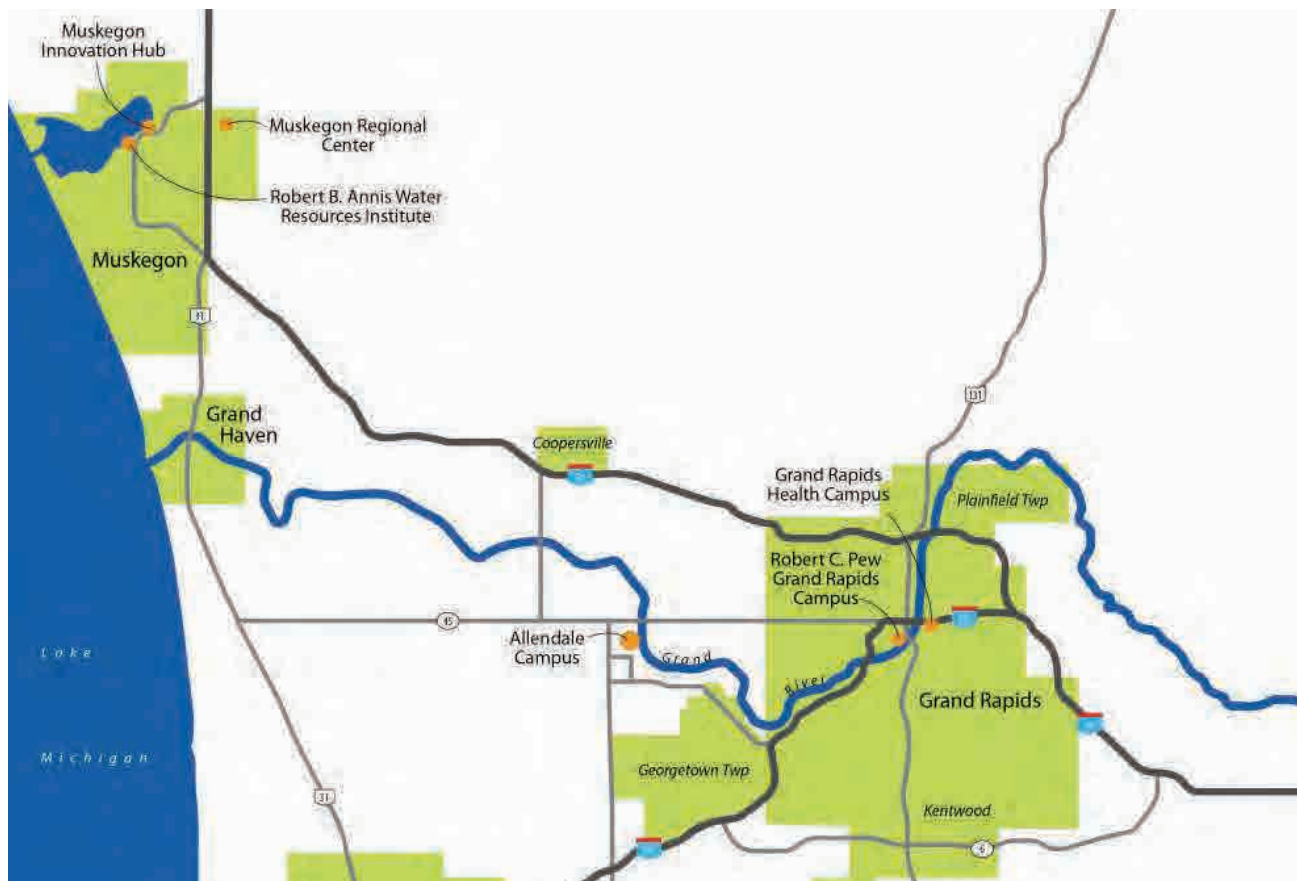 Muskegon
Innovation Hub
Muskegon Regional
Center
Robert B. Annis Water
Resources Institute
Muskegon
31
Grand
Haven
Coopersville
131
Grand Rapids
Health Campus
Plainfield Twp
Robert C. Pew
Grand Rapids
Campus
45
Allendale
Campus
Grand
River
Lake
Michigan
Grand Rapids
Georgetown Twp
31
Kentwood
6